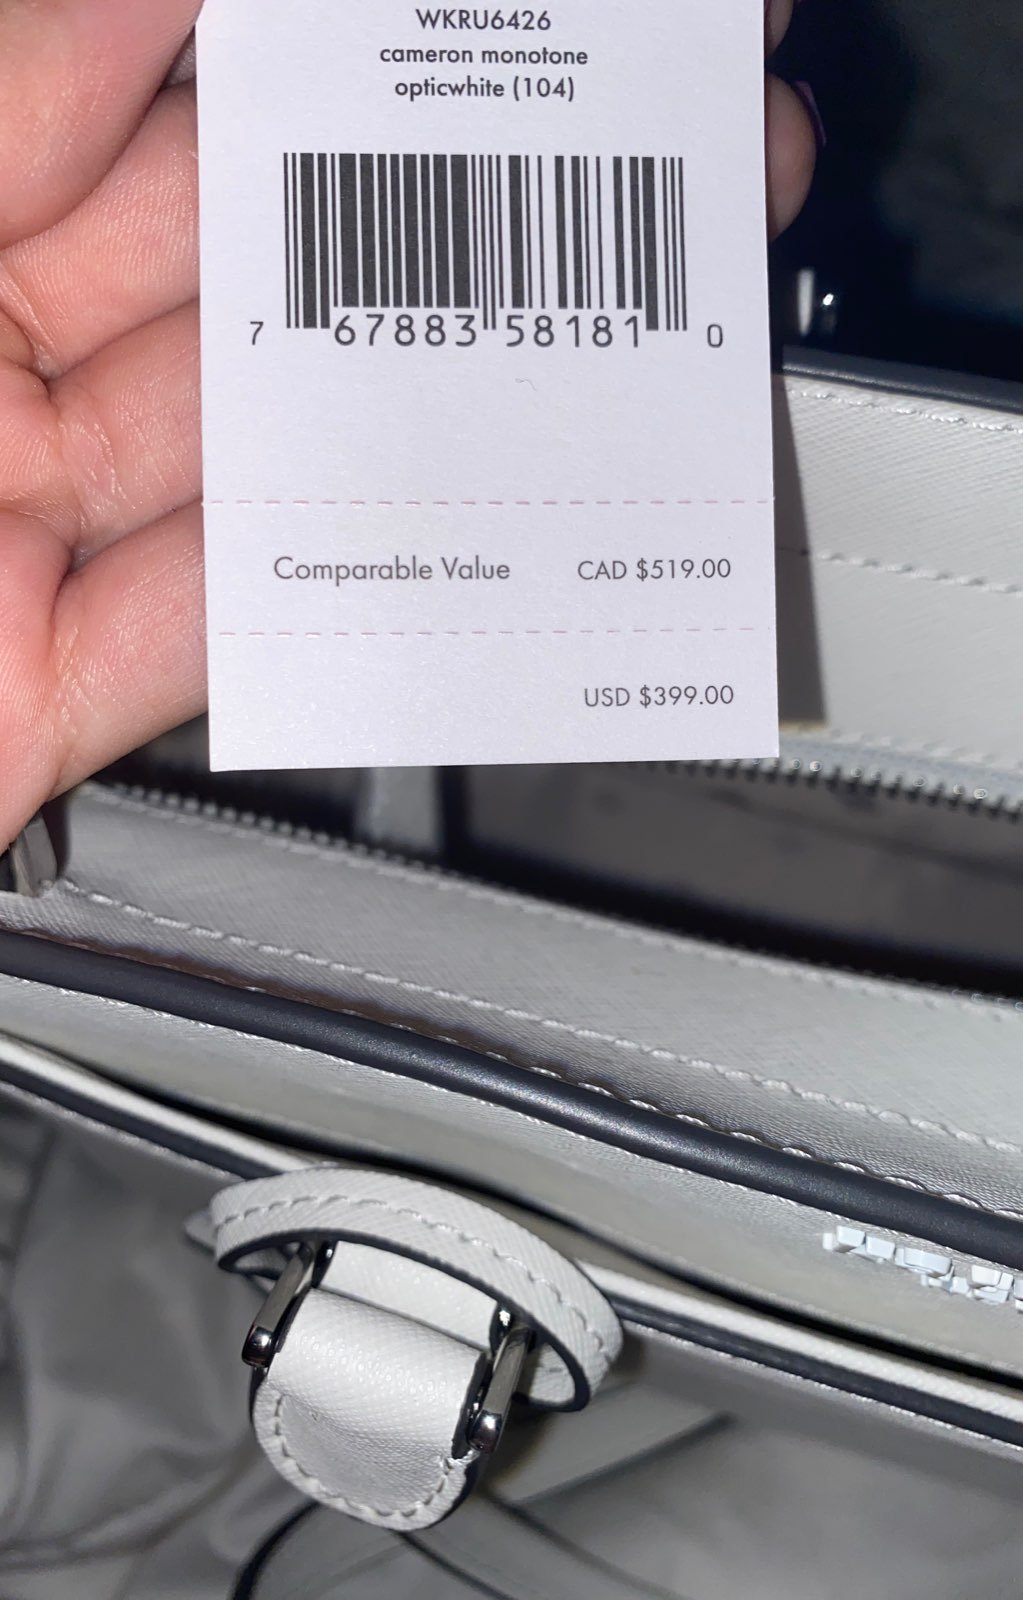 WKRU6426
cameron monotone
opticwhite (104)
7 67883 58181 0
Comparable Value CAD $519.00
USD $399.00